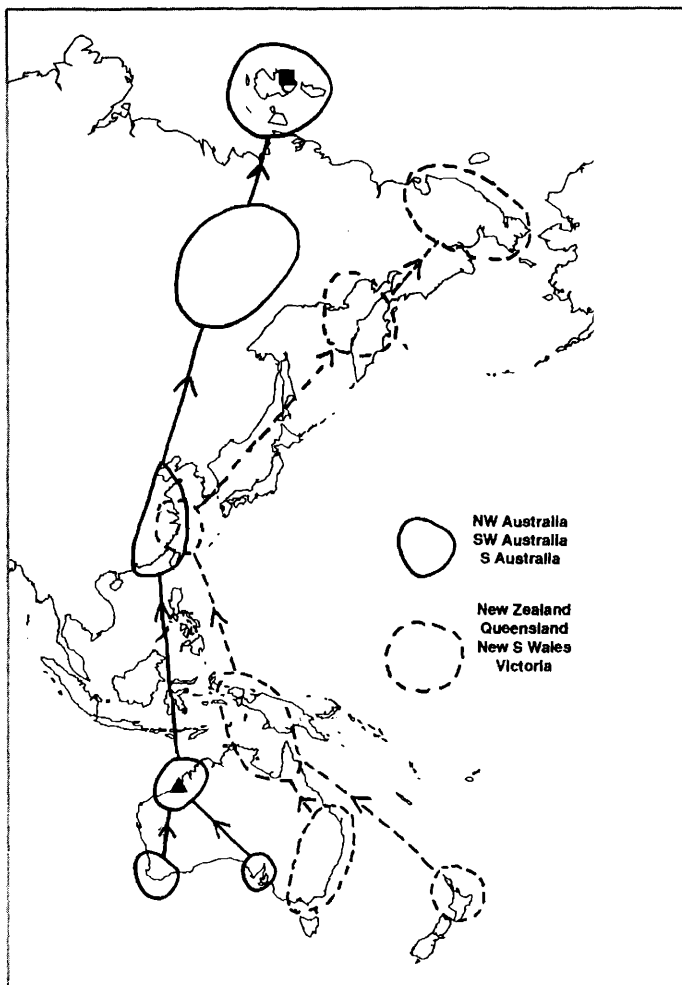 NW Australia
SW Australia
S Australia
New Zealand
Queensland
New S Wales
Victoria